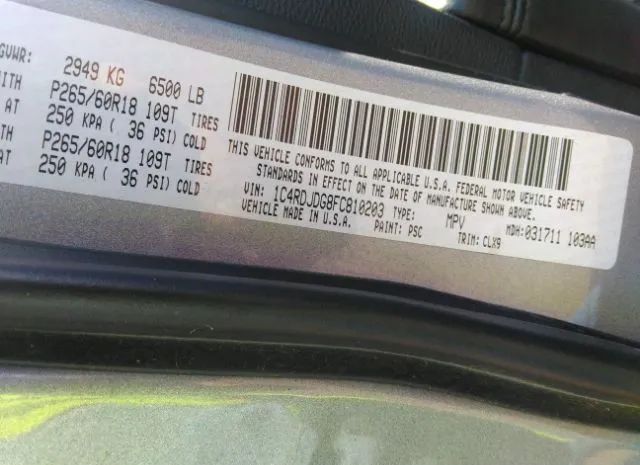 GVWR: 2949 KG 6500 LB
P265/60R18 109T TIRES
AT 250 KPA ( 36 PSI) COLD
P265/60R18 109T TIRES
AT 250 KPA ( 36 PSI) COLD
THIS VEHICLE CONFORMS TO ALL APPLICABLE U.S.A. FEDERAL MOTOR VEHICLE SAFETY
STANDARDS IN EFFECT ON THE DATE OF MANUFACTURE SHOWN ABOVE.
VIN: 1C4RDJDG8FC810203 TYPE: MPV MDH:031711 103AA
VEHICLE MADE IN U.S.A. PAINT: PSC TRIM: CLX9